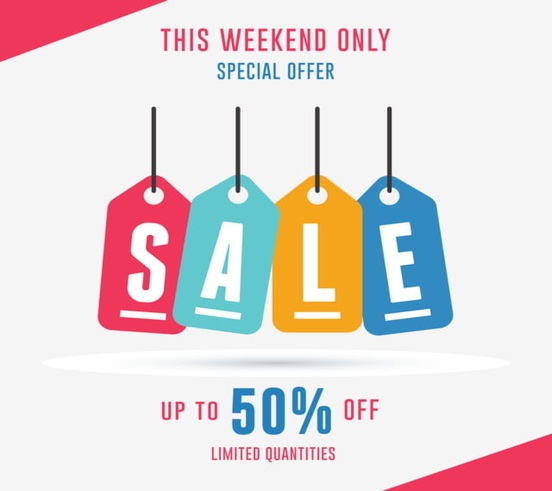 THIS WEEKEND ONLY
SPECIAL OFFER
SALE
UP TO 50% OFF
LIMITED QUANTITIES